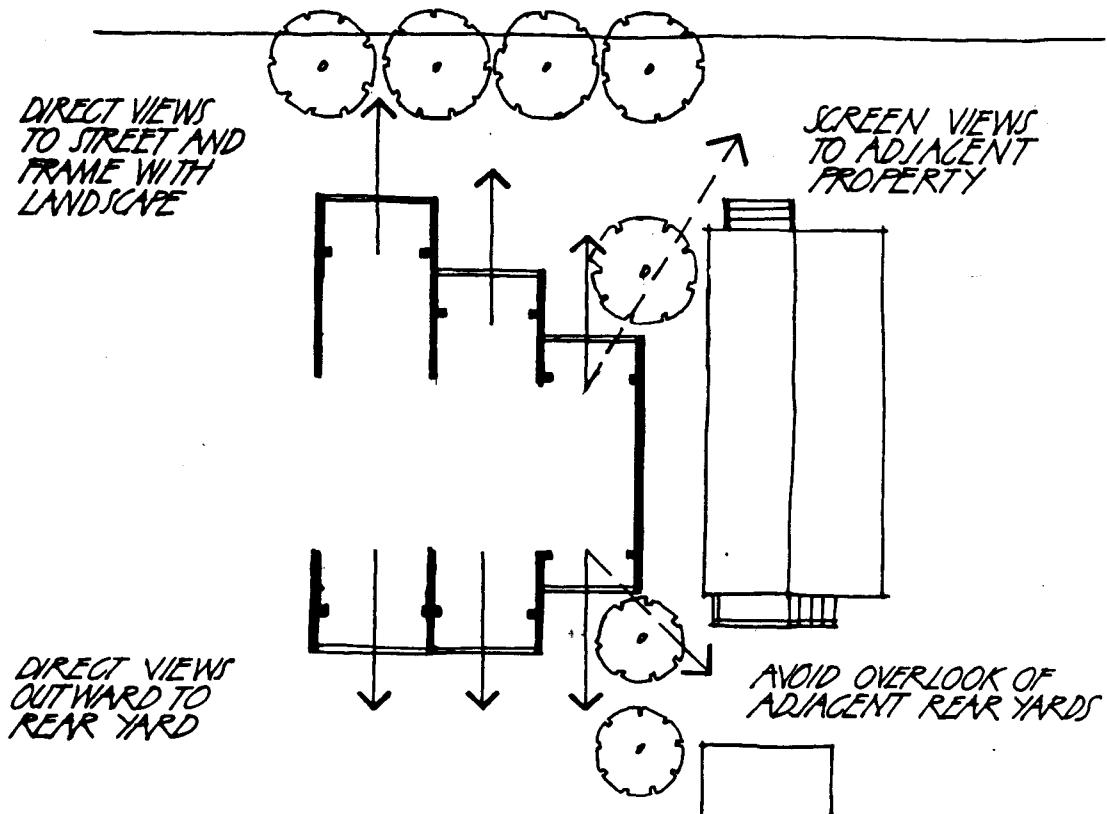 DIRECT VIEWS
TO STREET AND
FRAME WITH
LANDSCAPE
SCREEN VIEWS
TO ADJACENT
PROPERTY
DIRECT VIEWS
OUTWARD TO
REAR YARD
AVOID OVERLOOK OF
ADJACENT REAR YARDS